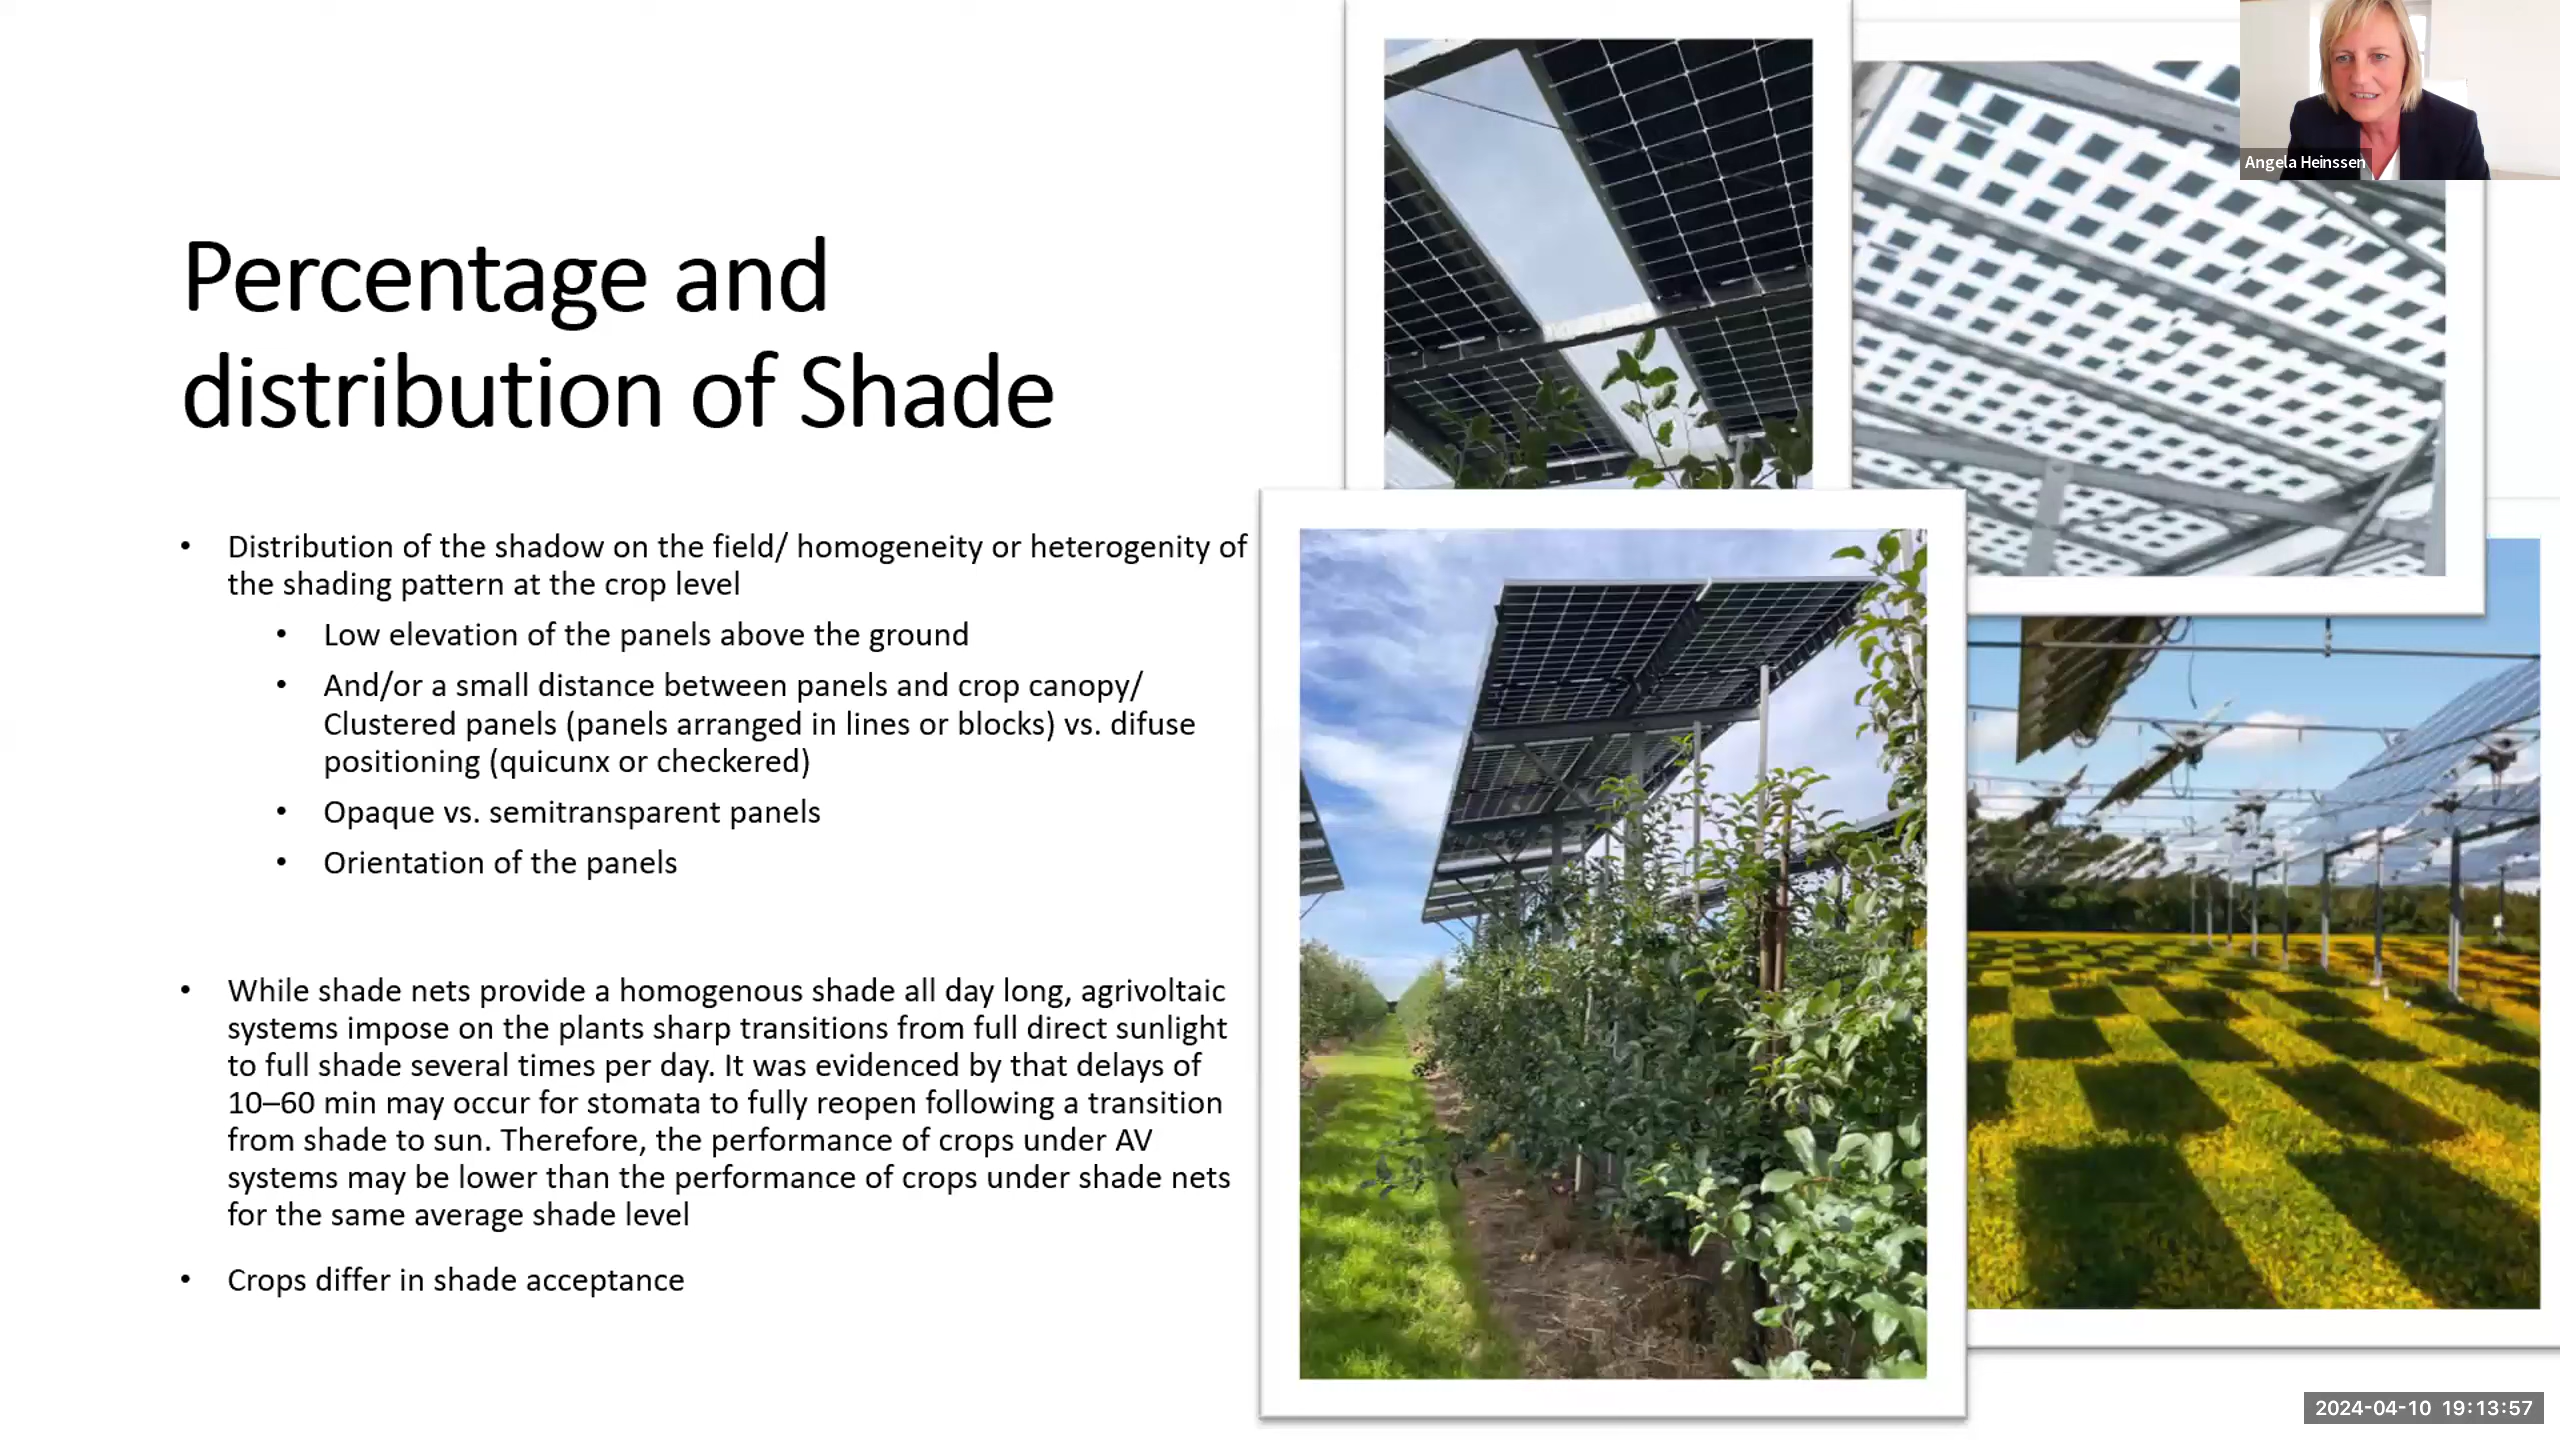 Angela Heinssen
Percentage and
distribution of Shade
• Distribution of the shadow on the field/ homogeneity or heterogenity of
the shading pattern at the crop level
• Low elevation of the panels above the ground
• And/or a small distance between panels and crop canopy/
Clustered panels (panels arranged in lines or blocks) vs. difuse
positioning (quicunx or checkered)
• Opaque vs. semitransparent panels
• Orientation of the panels
• While shade nets provide a homogenous shade all day long, agrivoltaic
systems impose on the plants sharp transitions from full direct sunlight
to full shade several times per day. It was evidenced by that delays of
10–60 min may occur for stomata to fully reopen following a transition
from shade to sun. Therefore, the performance of crops under AV
systems may be lower than the performance of crops under shade nets
for the same average shade level
• Crops differ in shade acceptance
2024-04-10 19:13:57